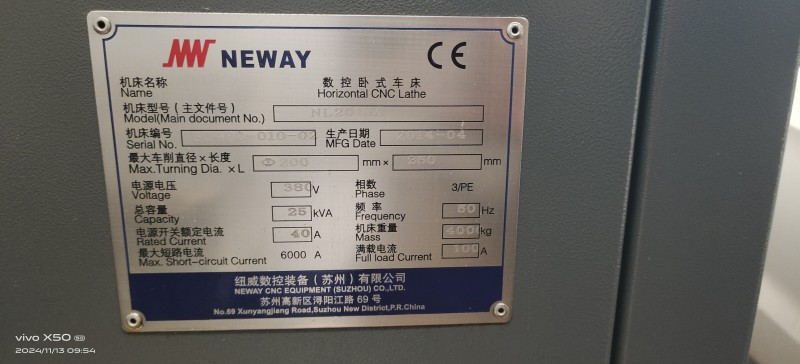 NEWAY CE
机床名称 数控卧式车床
Name Horizontal CNC Lathe
机床型号（主文件号）
Model(Main document No.)
机床编号 生产日期 2014-04
Serial No. MFG Date
最大车削直径×长度 200 mm×
Max.Turning Dia. ×L mm
电源电压 380 V 相数 3/PE
Voltage Phase
总容量 25 kVA 频率 Hz
Capacity Frequency
电源开关额定电流 40 A 机床重量 kg
Rated Current Mass
最大短路电流 6000 A 满载电流 100 A
Max. Short-circuit Current Full load Current
纽威数控装备（苏州）有限公司
NEWAY CNC EQUIPMENT (SUZHOU) CO.,LTD.
苏州高新区浔阳江路 69 号
No.69 Xunyangjiang Road,Suzhou New District,P.R.China
vivo X50 5G
2024/11/13 09:54